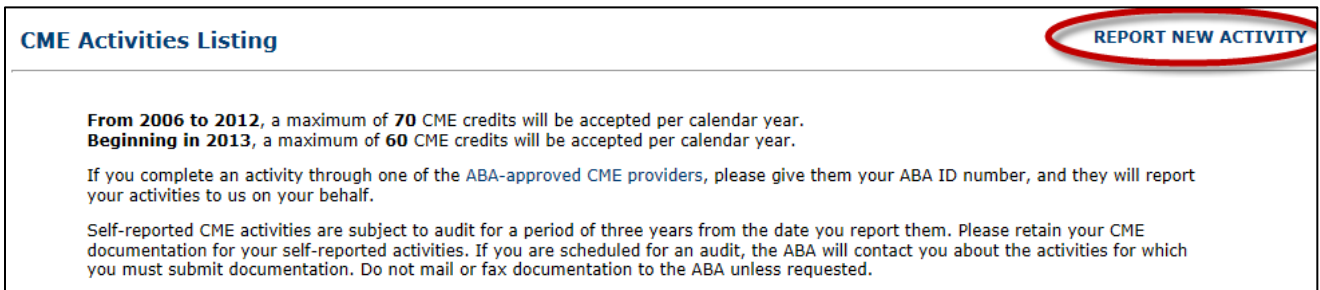 CME Activities Listing
REPORT NEW ACTIVITY
From 2006 to 2012, a maximum of 70 CME credits will be accepted per calendar year.
Beginning in 2013, a maximum of 60 CME credits will be accepted per calendar year.
If you complete an activity through one of the ABA-approved CME providers, please give them your ABA ID number, and they will report
your activities to us on your behalf.
Self-reported CME activities are subject to audit for a period of three years from the date you report them. Please retain your CME
documentation for your self-reported activities. If you are scheduled for an audit, the ABA will contact you about the activities for which
you must submit documentation. Do not mail or fax documentation to the ABA unless requested.